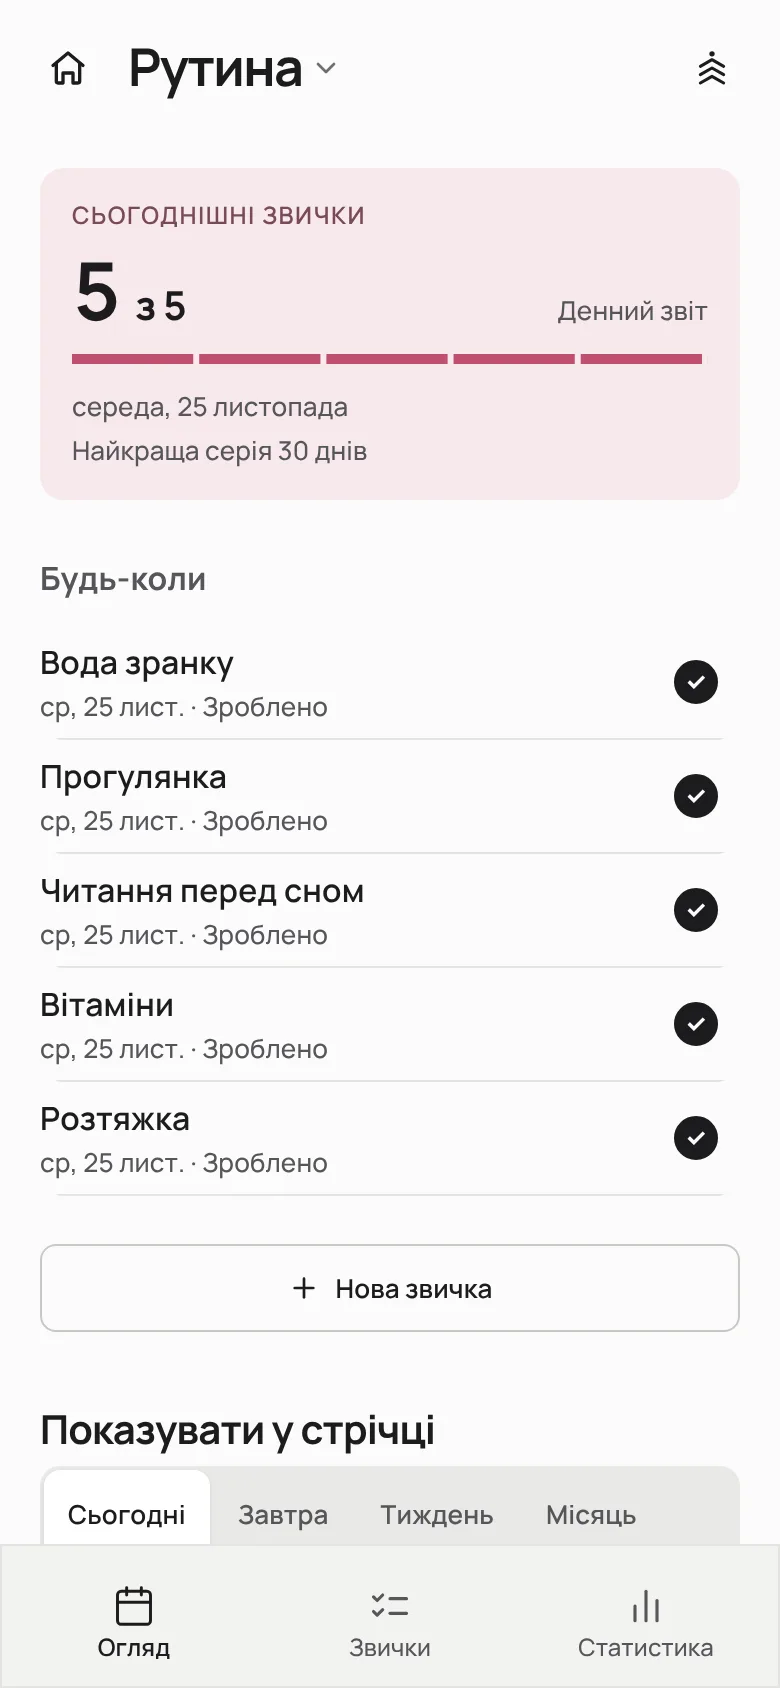 Рутина
СЬОГОДНІШНІ ЗВИЧКИ
5 з 5
Денний звіт
середа, 25 листопада
Найкраща серія 30 днів
Будь-коли
Вода зранку
ср, 25 лист. · Зроблено
Прогулянка
ср, 25 лист. · Зроблено
Читання перед сном
ср, 25 лист. · Зроблено
Вітаміни
ср, 25 лист. · Зроблено
Розтяжка
ср, 25 лист. · Зроблено
Нова звичка
Показувати у стрічці
Сьогодні Завтра Тиждень Місяць
Огляд Звички Статистика